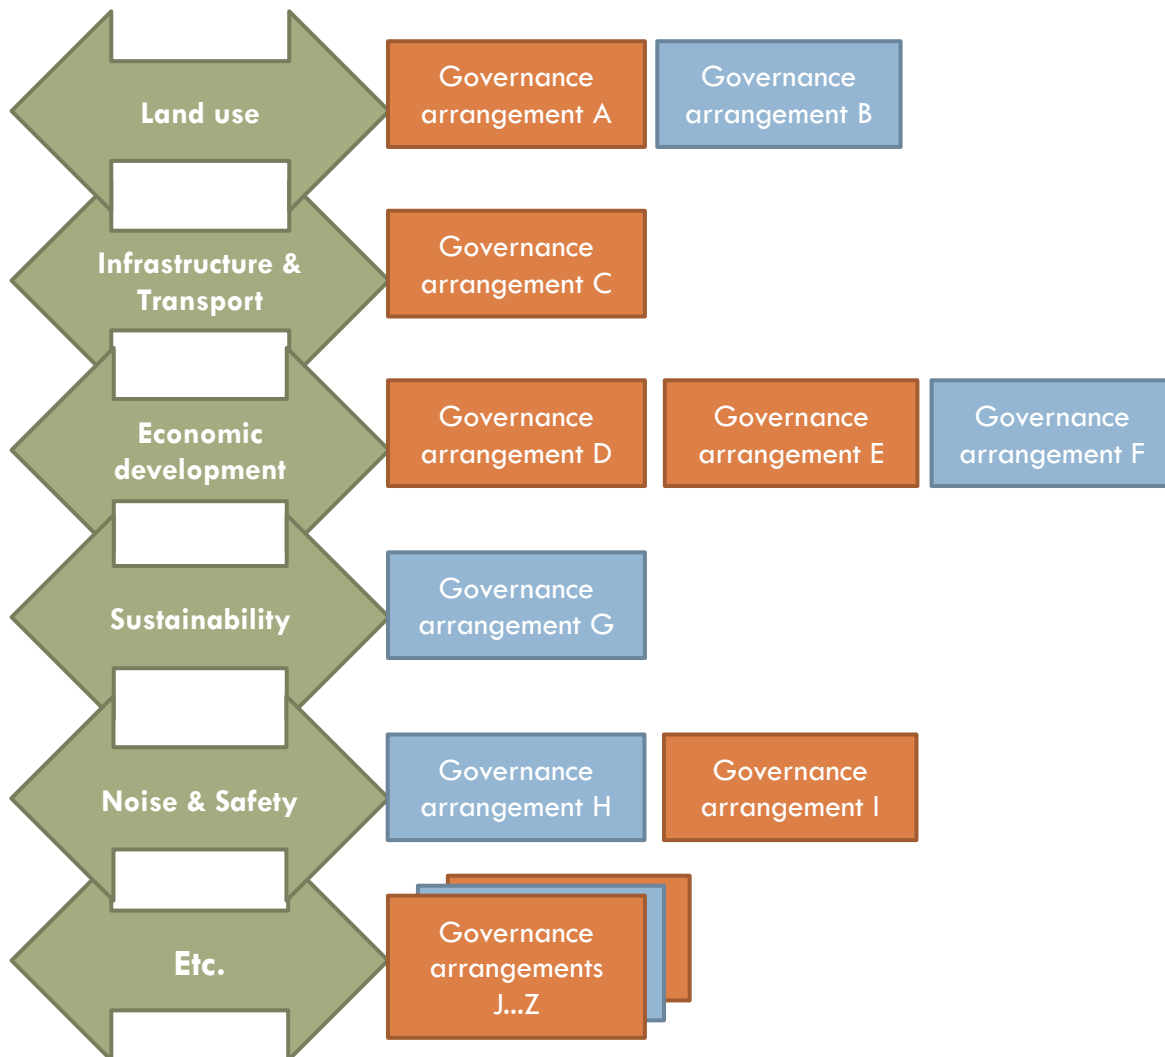 Land use
Governance
arrangement A
Governance
arrangement B
Infrastructure &
Transport
Governance
arrangement C
Economic
development
Governance
arrangement D
Governance
arrangement E
Governance
arrangement F
Sustainability
Governance
arrangement G
Noise & Safety
Governance
arrangement H
Governance
arrangement I
Etc.
Governance
arrangements
J...Z